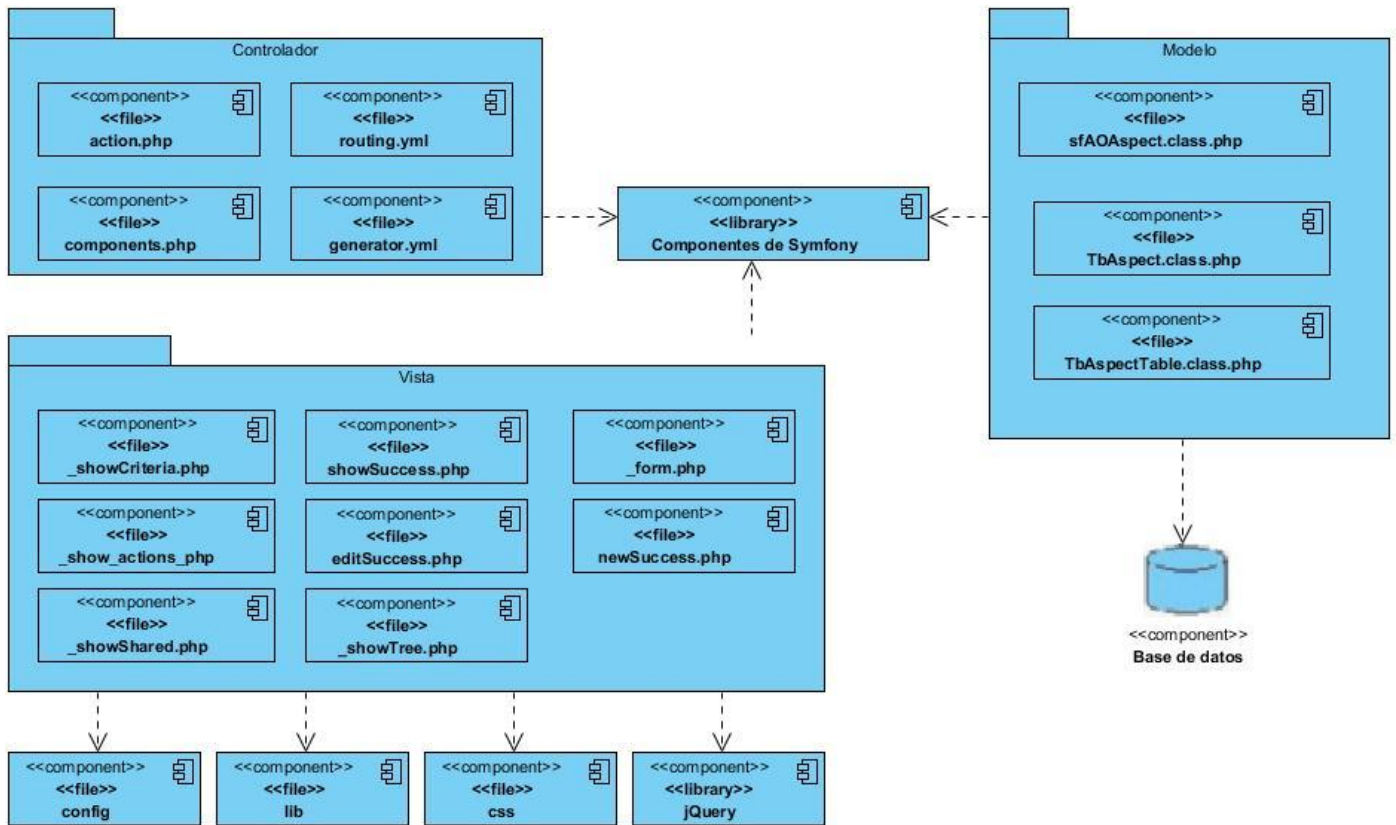 Controlador
<<component>>
<<file>>
action.php
<<component>>
<<file>>
routing.yml
<<component>>
<<file>>
components.php
<<component>>
<<file>>
generator.yml
<<component>>
<<library>>
Componentes de Symfony
Modelo
<<component>>
<<file>>
sfAOAspect.class.php
<<component>>
<<file>>
TbAspect.class.php
<<component>>
<<file>>
TbAspectTable.class.php
Vista
<<component>>
<<file>>
_showCriteria.php
<<component>>
<<file>>
showSuccess.php
<<component>>
<<file>>
_form.php
<<component>>
<<file>>
_show_actions_php
<<component>>
<<file>>
editSuccess.php
<<component>>
<<file>>
newSuccess.php
<<component>>
<<file>>
_showShared.php
<<component>>
<<file>>
_showTree.php
<<component>>
Base de datos
<<component>>
<<file>>
config
<<component>>
<<file>>
lib
<<component>>
<<file>>
css
<<component>>
<<library>>
jQuery